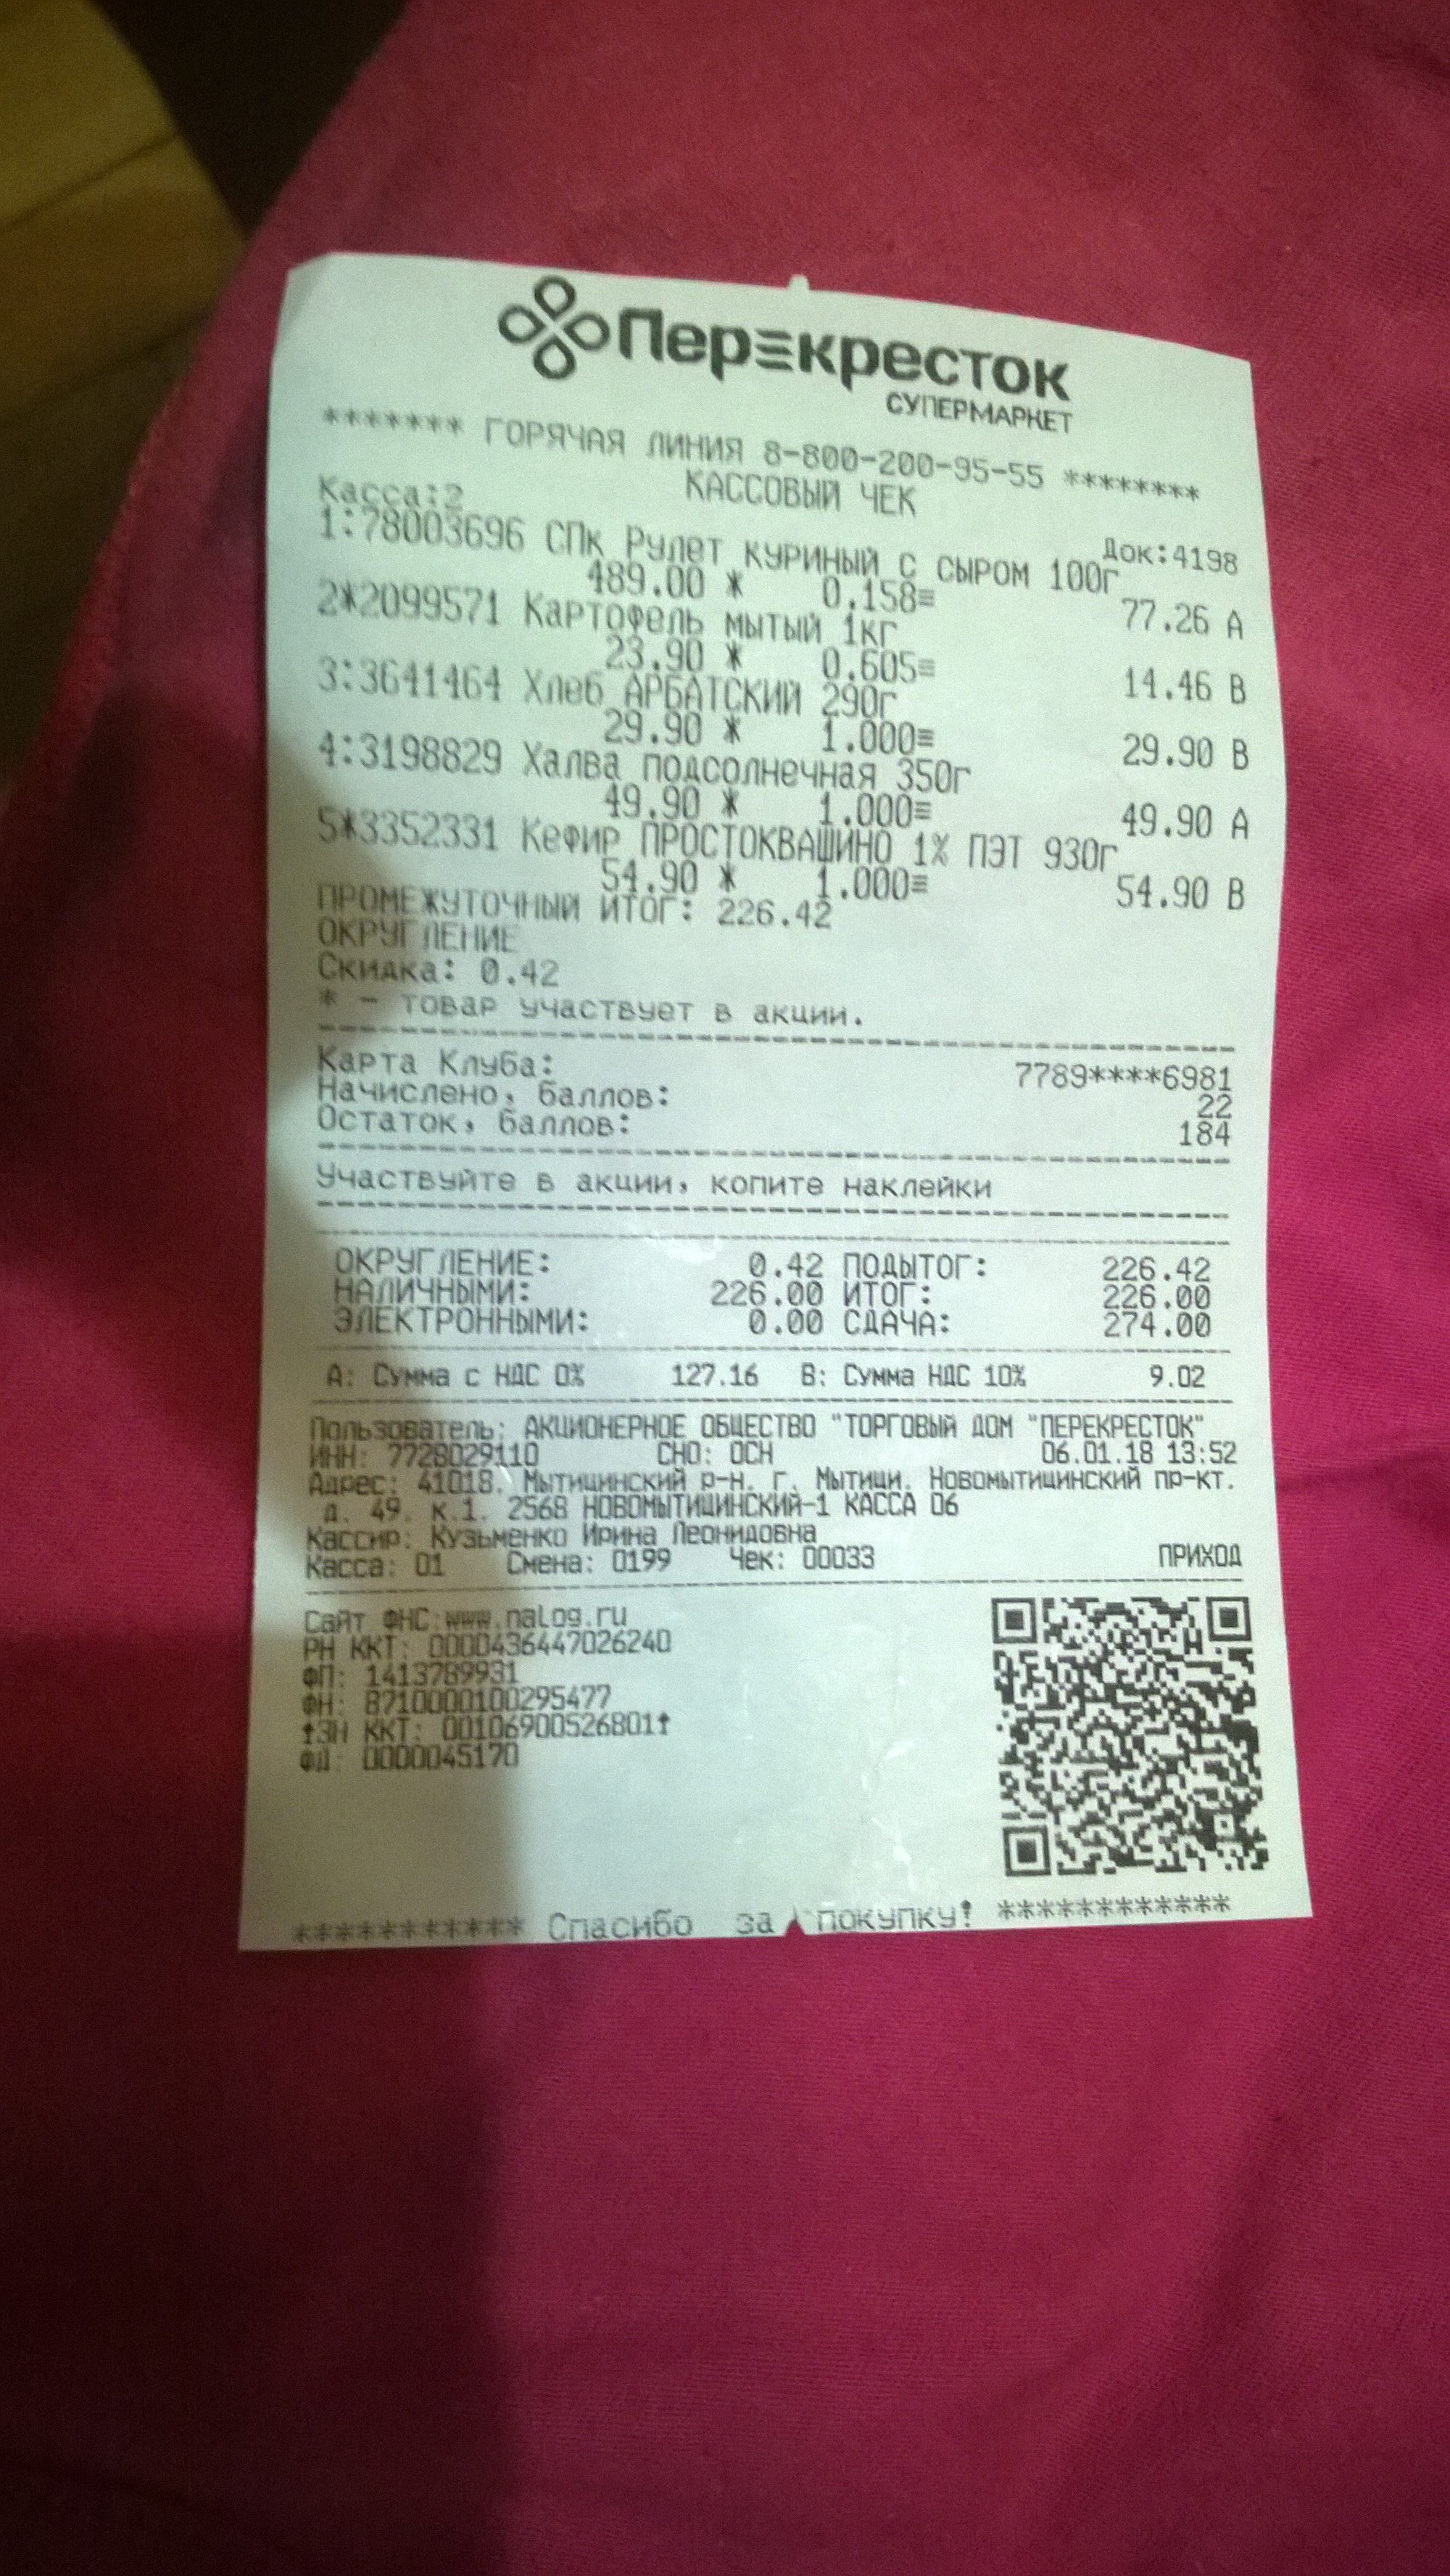 Перекресток
СУПЕРМАРКЕТ
******* ГОРЯЧАЯ ЛИНИЯ 8-800-200-95-55 ********
КАССОВЫЙ ЧЕК
Касса:2 Док:4198
1:78003696 СПк Рулет куриный с сыром 100г
489.00 * 0.158≡ 77.26 А
2*2099571 Картофель мытый 1кг
23.90 * 0.605≡ 14.46 В
3:3641464 Хлеб АРБАТСКИЙ 290г
29.90 * 1.000≡ 29.90 В
4:3198829 Халва подсолнечная 350г
49.90 * 1.000≡ 49.90 А
5*3352331 Кефир ПРОСТОКВАШИНО 1% ПЭТ 930г
54.90 * 1.000≡ 54.90 В
ПРОМЕЖУТОЧНЫЙ ИТОГ: 226.42
ОКРУГЛЕНИЕ
Скидка: 0.42
* - товар участвует в акции.
Карта Клуба: 7789****6981
Начислено, баллов: 22
Остаток, баллов: 184
Участвуйте в акции, копите наклейки
ОКРУГЛЕНИЕ: 0.42 ПОДЫТОГ: 226.42
НАЛИЧНЫМИ: 226.00 ИТОГ: 226.00
ЭЛЕКТРОННЫМИ: 0.00 СДАЧА: 274.00
А: Сумма с НДС 0% 127.16 В: Сумма НДС 10% 9.02
Пользователь: АКЦИОНЕРНОЕ ОБЩЕСТВО "ТОРГОВЫЙ ДОМ "ПЕРЕКРЕСТОК"
ИНН: 7728029110 СНО: ОСН 06.01.18 13:52
Адрес: 41018, Мытищинский р-н, г. Мытищи, Новомытищинский пр-кт,
д. 49, к.1, 2568 НОВОМЫТИЩИНСКИЙ-1 КАССА 06
Кассир: Кузьменко Ирина Леонидовна
Касса: 01 Смена: 0199 Чек: 00033 ПРИХОД
Сайт ФНС:www.nalog.ru
РН ККТ: 0000436447026240
ФП: 1413789931
ФН: 8710000100295477
↑ЗН ККТ: 00106900526801↑
ФД: 0000045170
*********** Спасибо за покупку! ************